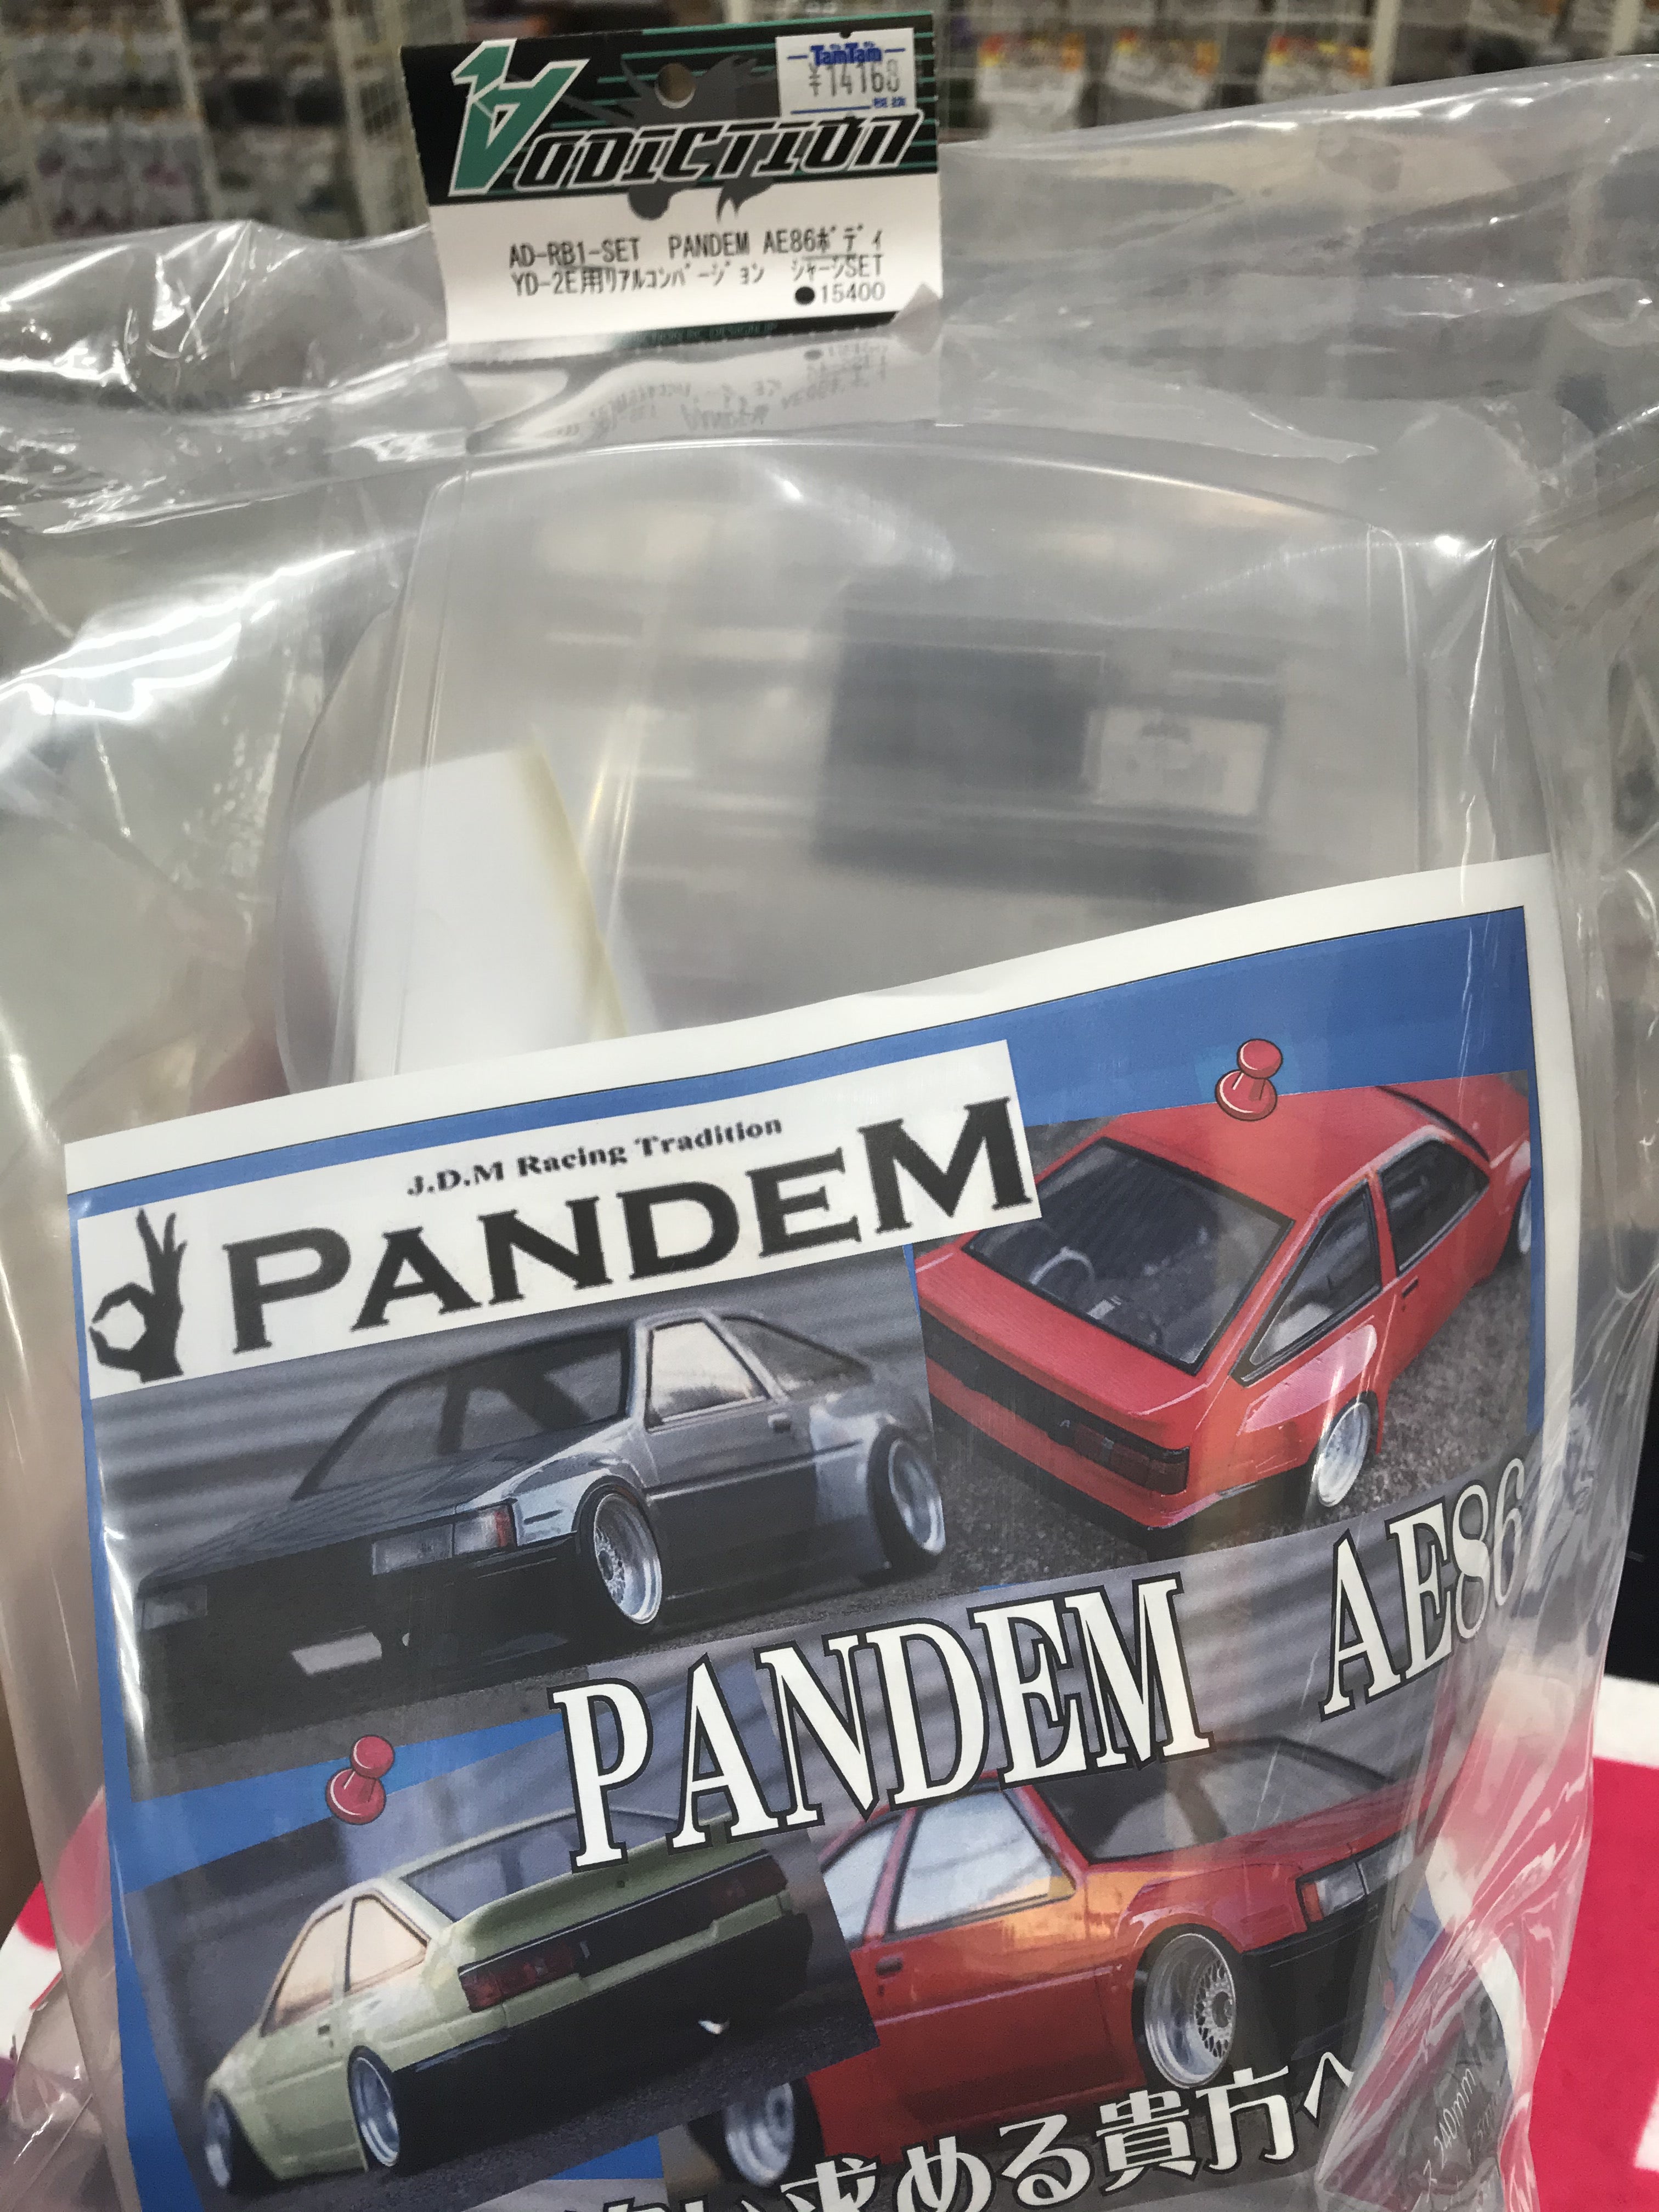 TamTam
¥14168
税抜
ADDICTION
AD-RB1-SET PANDEM AE86ﾎﾞﾃﾞｨ
YD-2E用ﾘｱﾙｺﾝﾊﾞｰｼﾞｮﾝ ｼｬｰｼSET
●15400
J.D.M Racing Tradition
PANDEM
PANDEM AE86
求める貴方へ
240mm